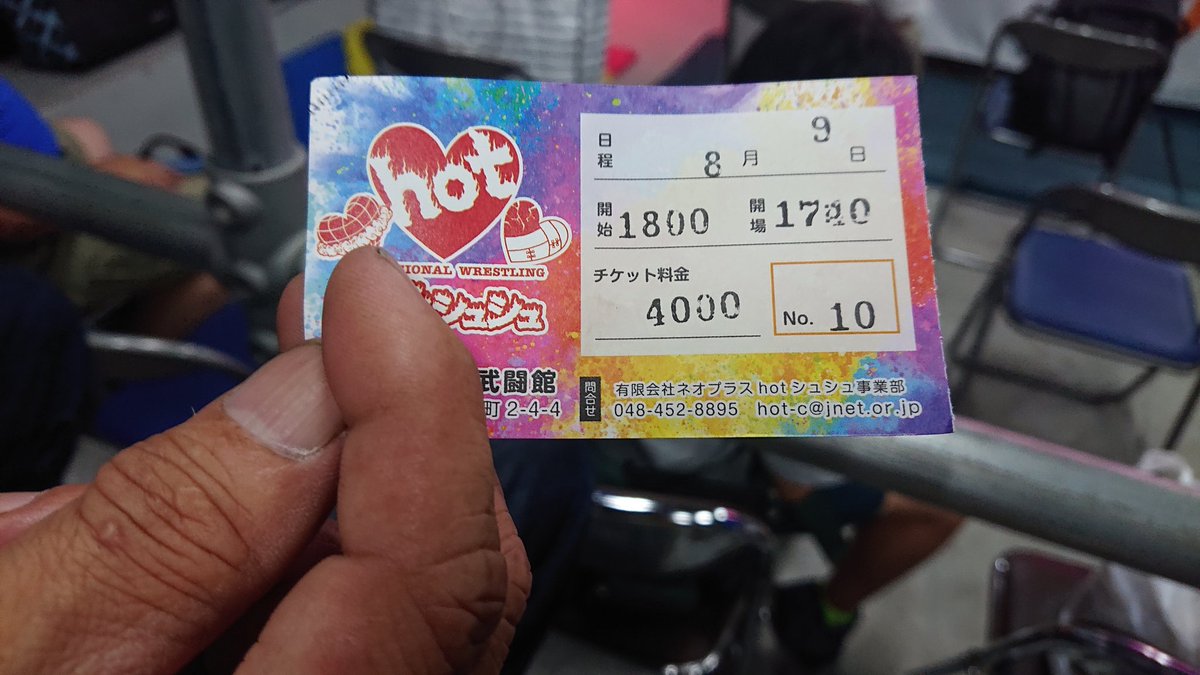 hot
IONAL WRESTLING
シュシュ
武闘館
町 2-4-4
日程 8月 9日
開始 1800 開場 1740
チケット料金
4000
No. 10
問合せ
有限会社ネオプラス hotシュシュ事業部
048-452-8895 hot-c@jnet.or.jp